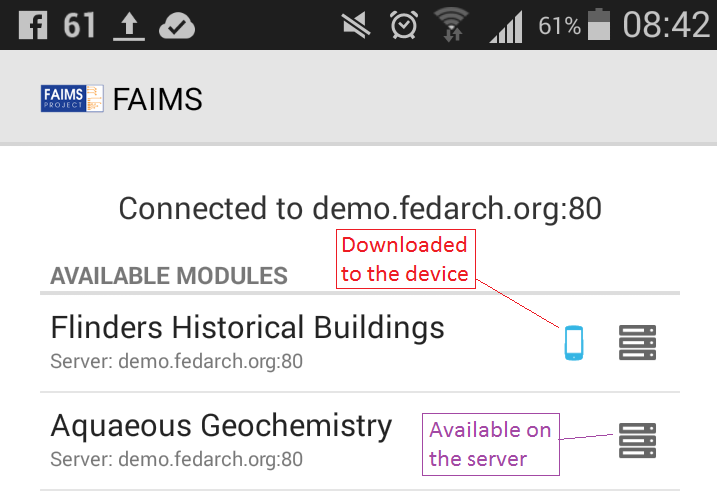 61 61% 08:42
FAIMS PROJECT FAIMS
Connected to demo.fedarch.org:80
Downloaded
to the device
AVAILABLE MODULES
Flinders Historical Buildings
Server: demo.fedarch.org:80
Aquaeous Geochemistry
Server: demo.fedarch.org:80
Available on
the server